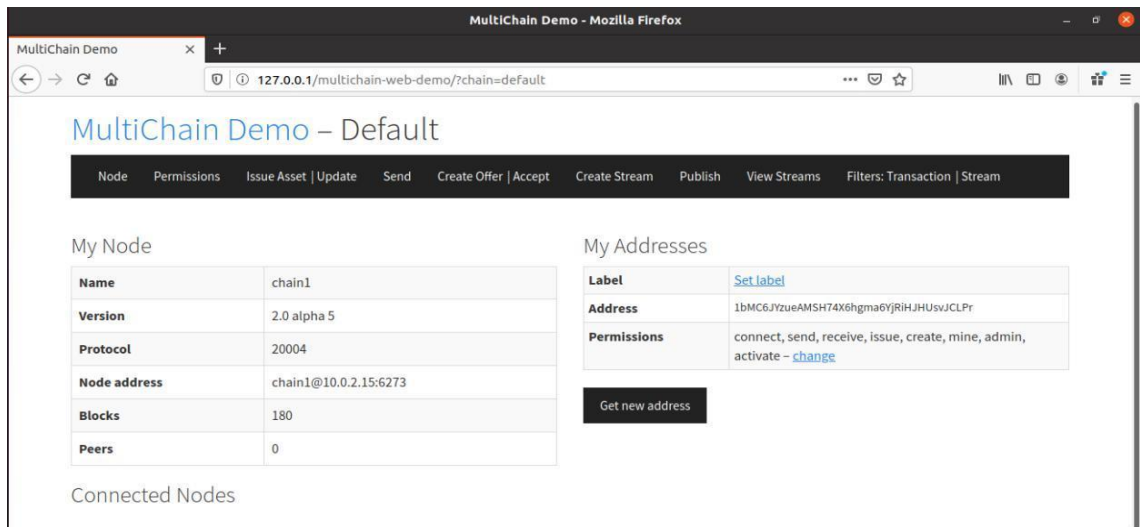 MultiChain Demo - Mozilla Firefox
MultiChain Demo
127.0.0.1/multichain-web-demo/?chain=default
MultiChain Demo – Default
Node Permissions Issue Asset | Update Send Create Offer | Accept Create Stream Publish View Streams Filters: Transaction | Stream
My Node
Name chain1
Version 2.0 alpha 5
Protocol 20004
Node address chain1@10.0.2.15:6273
Blocks 180
Peers 0
My Addresses
Label Set label
Address 1bMC6JYzueAMSH74X6hgma6YjRiHJHUsvJCLPr
Permissions connect, send, receive, issue, create, mine, admin,
activate – change
Get new address
Connected Nodes